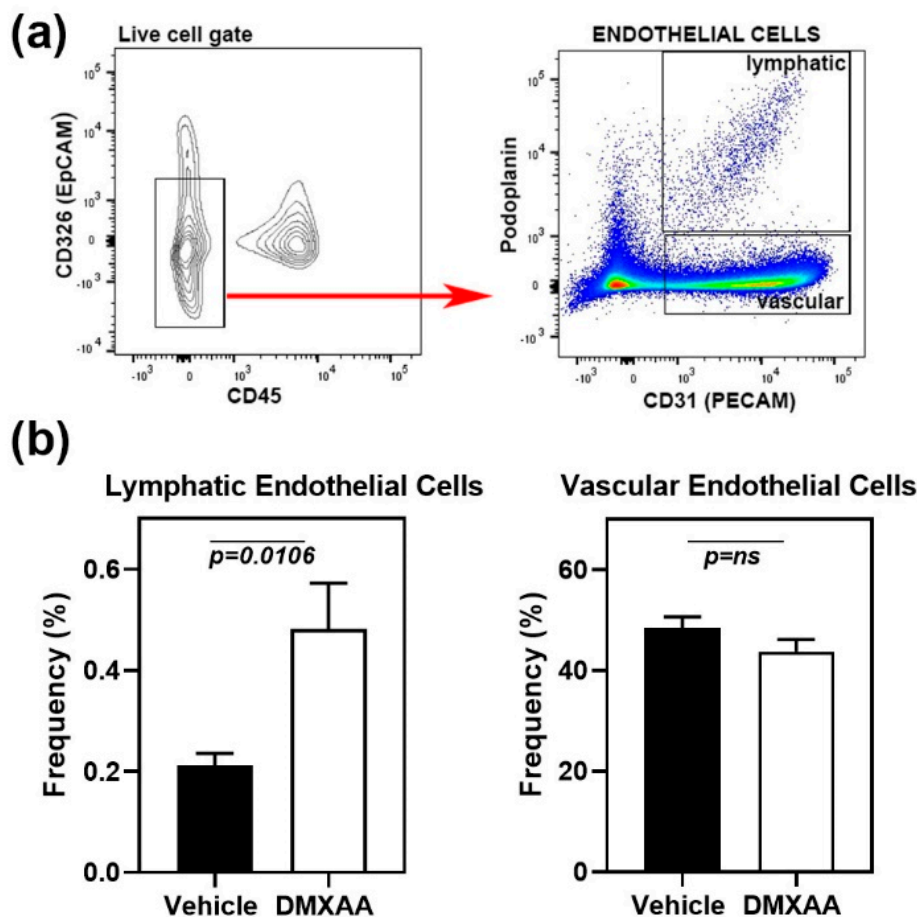 (a)
Live cell gate
CD326 (EpCAM)
10^5
10^4
10^3
0
-10^3
-10^4
-10^3
0
10^3
10^4
10^5
CD45
ENDOTHELIAL CELLS
lymphatic
vascular
Podoplanin
10^5
10^4
10^3
0
-10^3
-10^3
0
10^3
10^4
10^5
CD31 (PECAM)
(b)
Lymphatic Endothelial Cells
p=0.0106
Frequency (%)
0.6
0.4
0.2
0.0
Vehicle DMXAA
Vascular Endothelial Cells
p=ns
Frequency (%)
60
40
20
0
Vehicle DMXAA